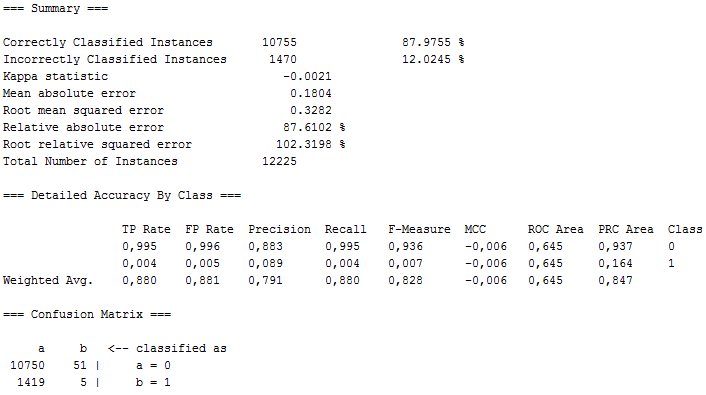 === Summary ===
Correctly Classified Instances 10755 87.9755 %
Incorrectly Classified Instances 1470 12.0245 %
Kappa statistic -0.0021
Mean absolute error 0.1804
Root mean squared error 0.3282
Relative absolute error 87.6102 %
Root relative squared error 102.3198 %
Total Number of Instances 12225
=== Detailed Accuracy By Class ===
TP Rate FP Rate Precision Recall F-Measure MCC ROC Area PRC Area Class
0,995 0,996 0,883 0,995 0,936 -0,006 0,645 0,937 0
0,004 0,005 0,089 0,004 0,007 -0,006 0,645 0,164 1
Weighted Avg. 0,880 0,881 0,791 0,880 0,828 -0,006 0,645 0,847
=== Confusion Matrix ===
a b <-- classified as
10750 51 | a = 0
1419 5 | b = 1